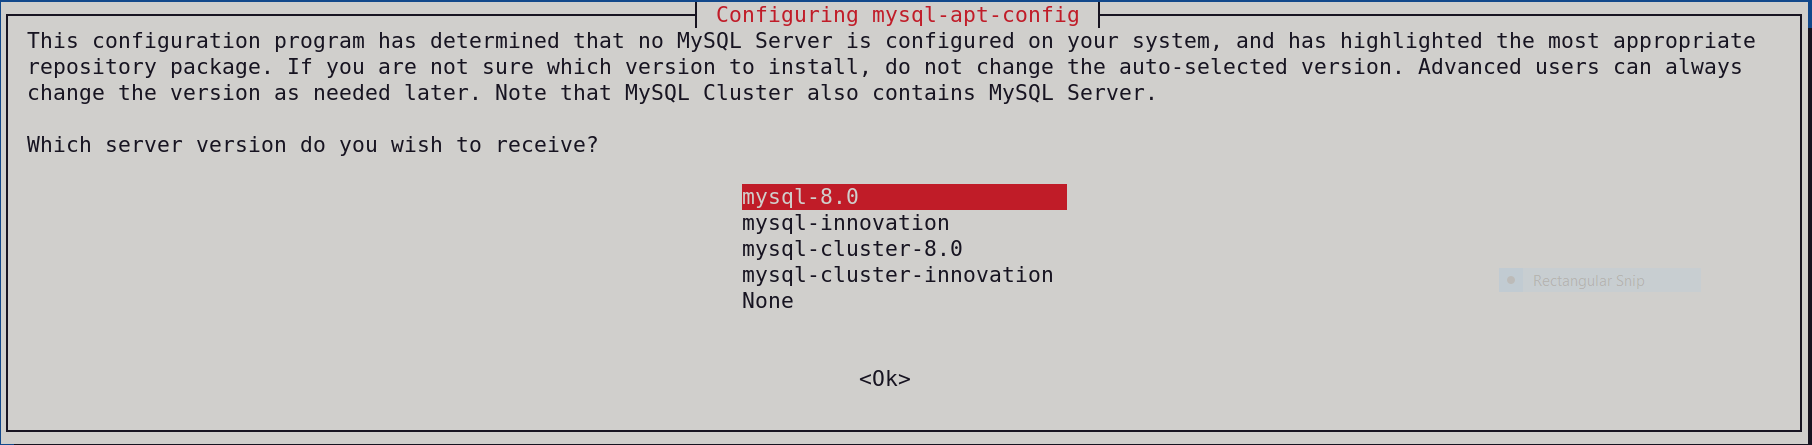 Configuring mysql-apt-config
This configuration program has determined that no MySQL Server is configured on your system, and has highlighted the most appropriate
repository package. If you are not sure which version to install, do not change the auto-selected version. Advanced users can always
change the version as needed later. Note that MySQL Cluster also contains MySQL Server.
Which server version do you wish to receive?
mysql-8.0
mysql-innovation
mysql-cluster-8.0
mysql-cluster-innovation
Rectangular Snip
None
<Ok>